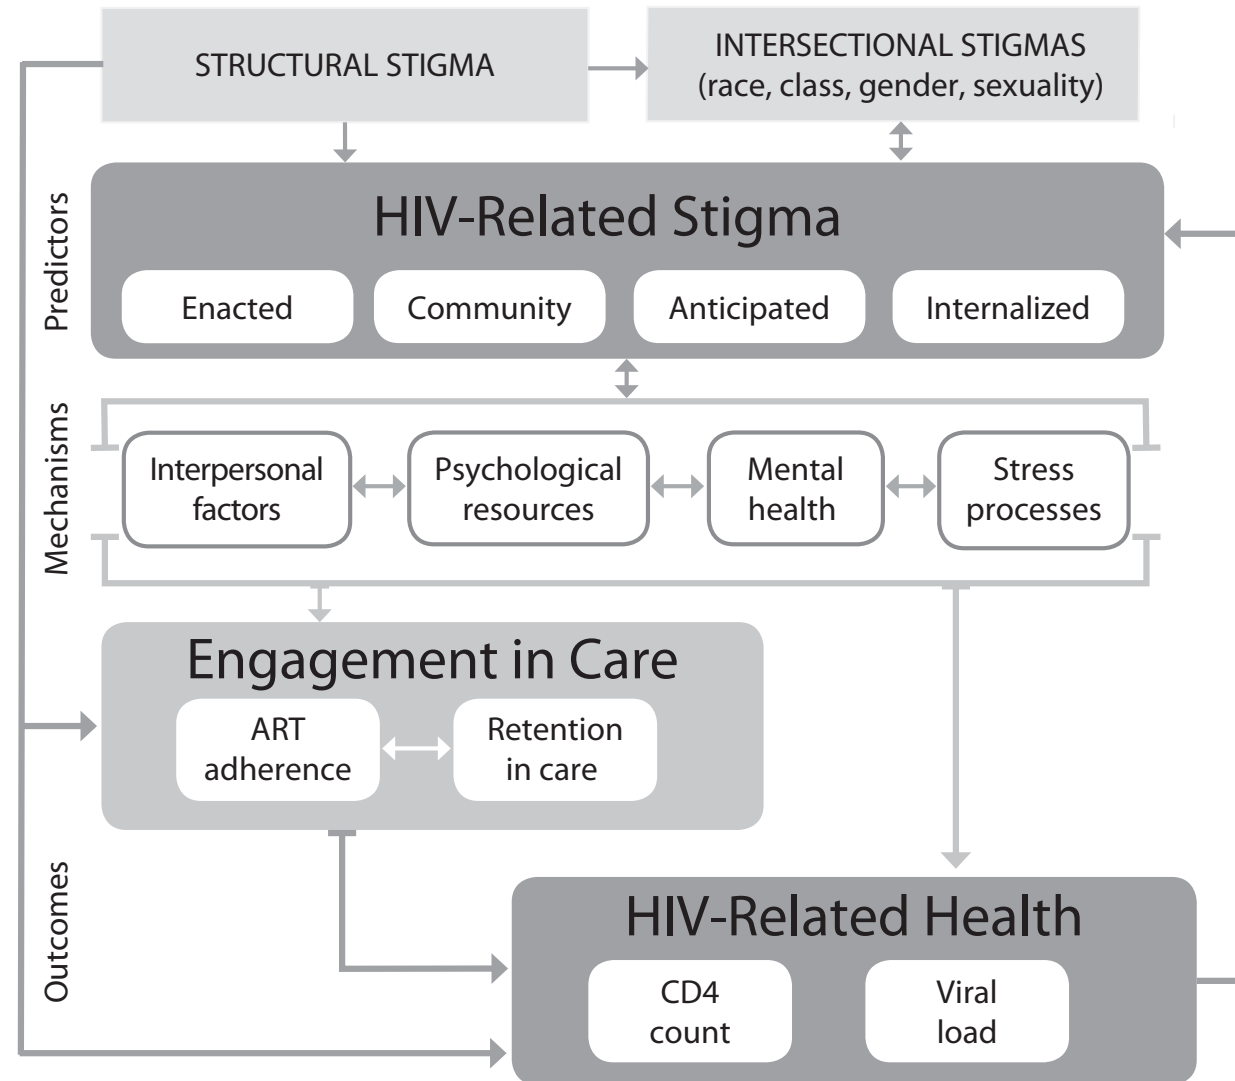 STRUCTURAL STIGMA
INTERSECTIONAL STIGMAS
(race, class, gender, sexuality)
Predictors
HIV-Related Stigma
Enacted
Community
Anticipated
Internalized
Mechanisms
Interpersonal
factors
Psychological
resources
Mental
health
Stress
processes
Engagement in Care
ART
adherence
Retention
in care
Outcomes
HIV-Related Health
CD4
count
Viral
load